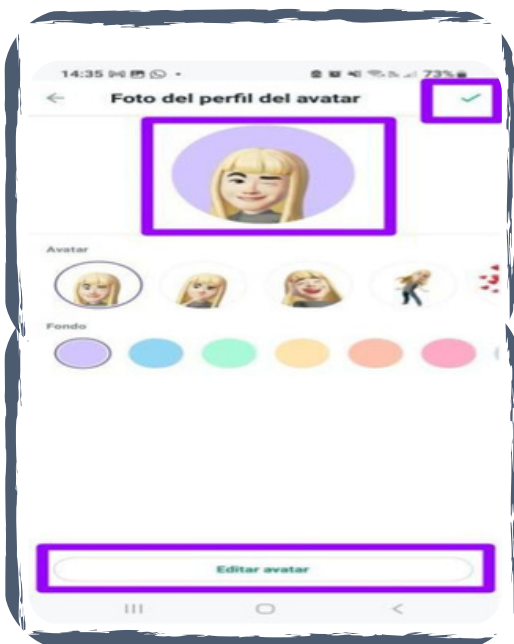 14:35
73%
Foto del perfil del avatar
Avatar
Fondo
Editar avatar